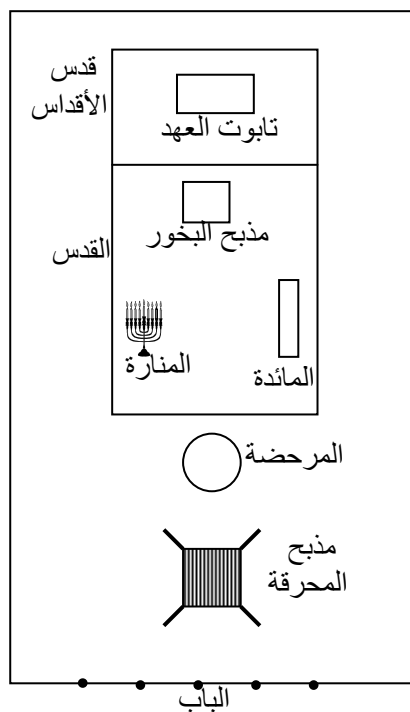 قدس
الأقداس
تابوت العهد
مذبح البخور
القدس
المنارة
المائدة
المرحضة
مذبح
المحرقة
الباب